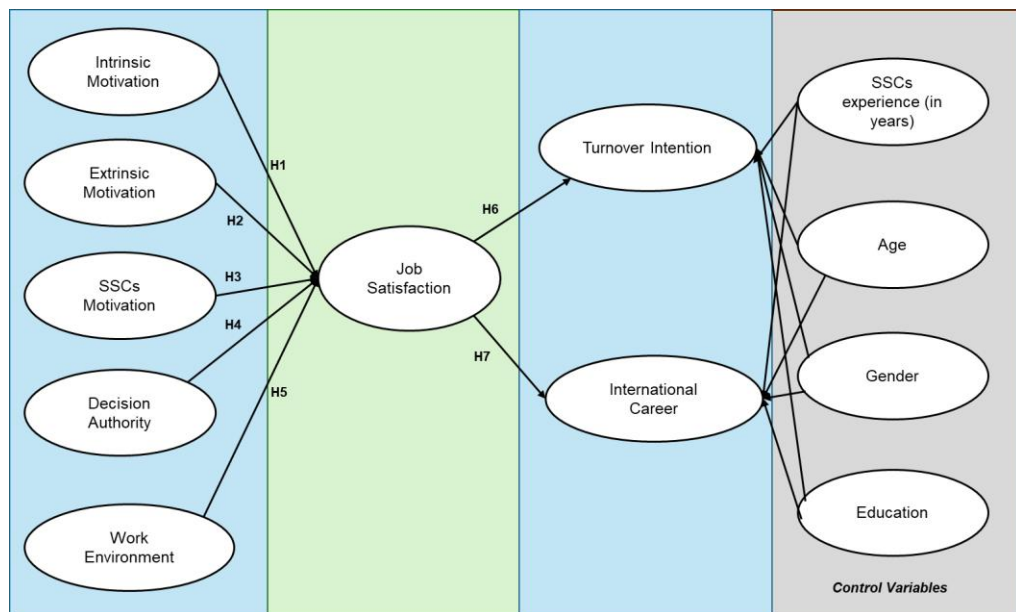 Intrinsic
Motivation
Extrinsic
Motivation
SSCs
Motivation
Decision
Authority
Work
Environment
H1
H2
H3
H4
H5
Job
Satisfaction
H6
H7
Turnover Intention
International
Career
SSCs
experience (in
years)
Age
Gender
Education
Control Variables